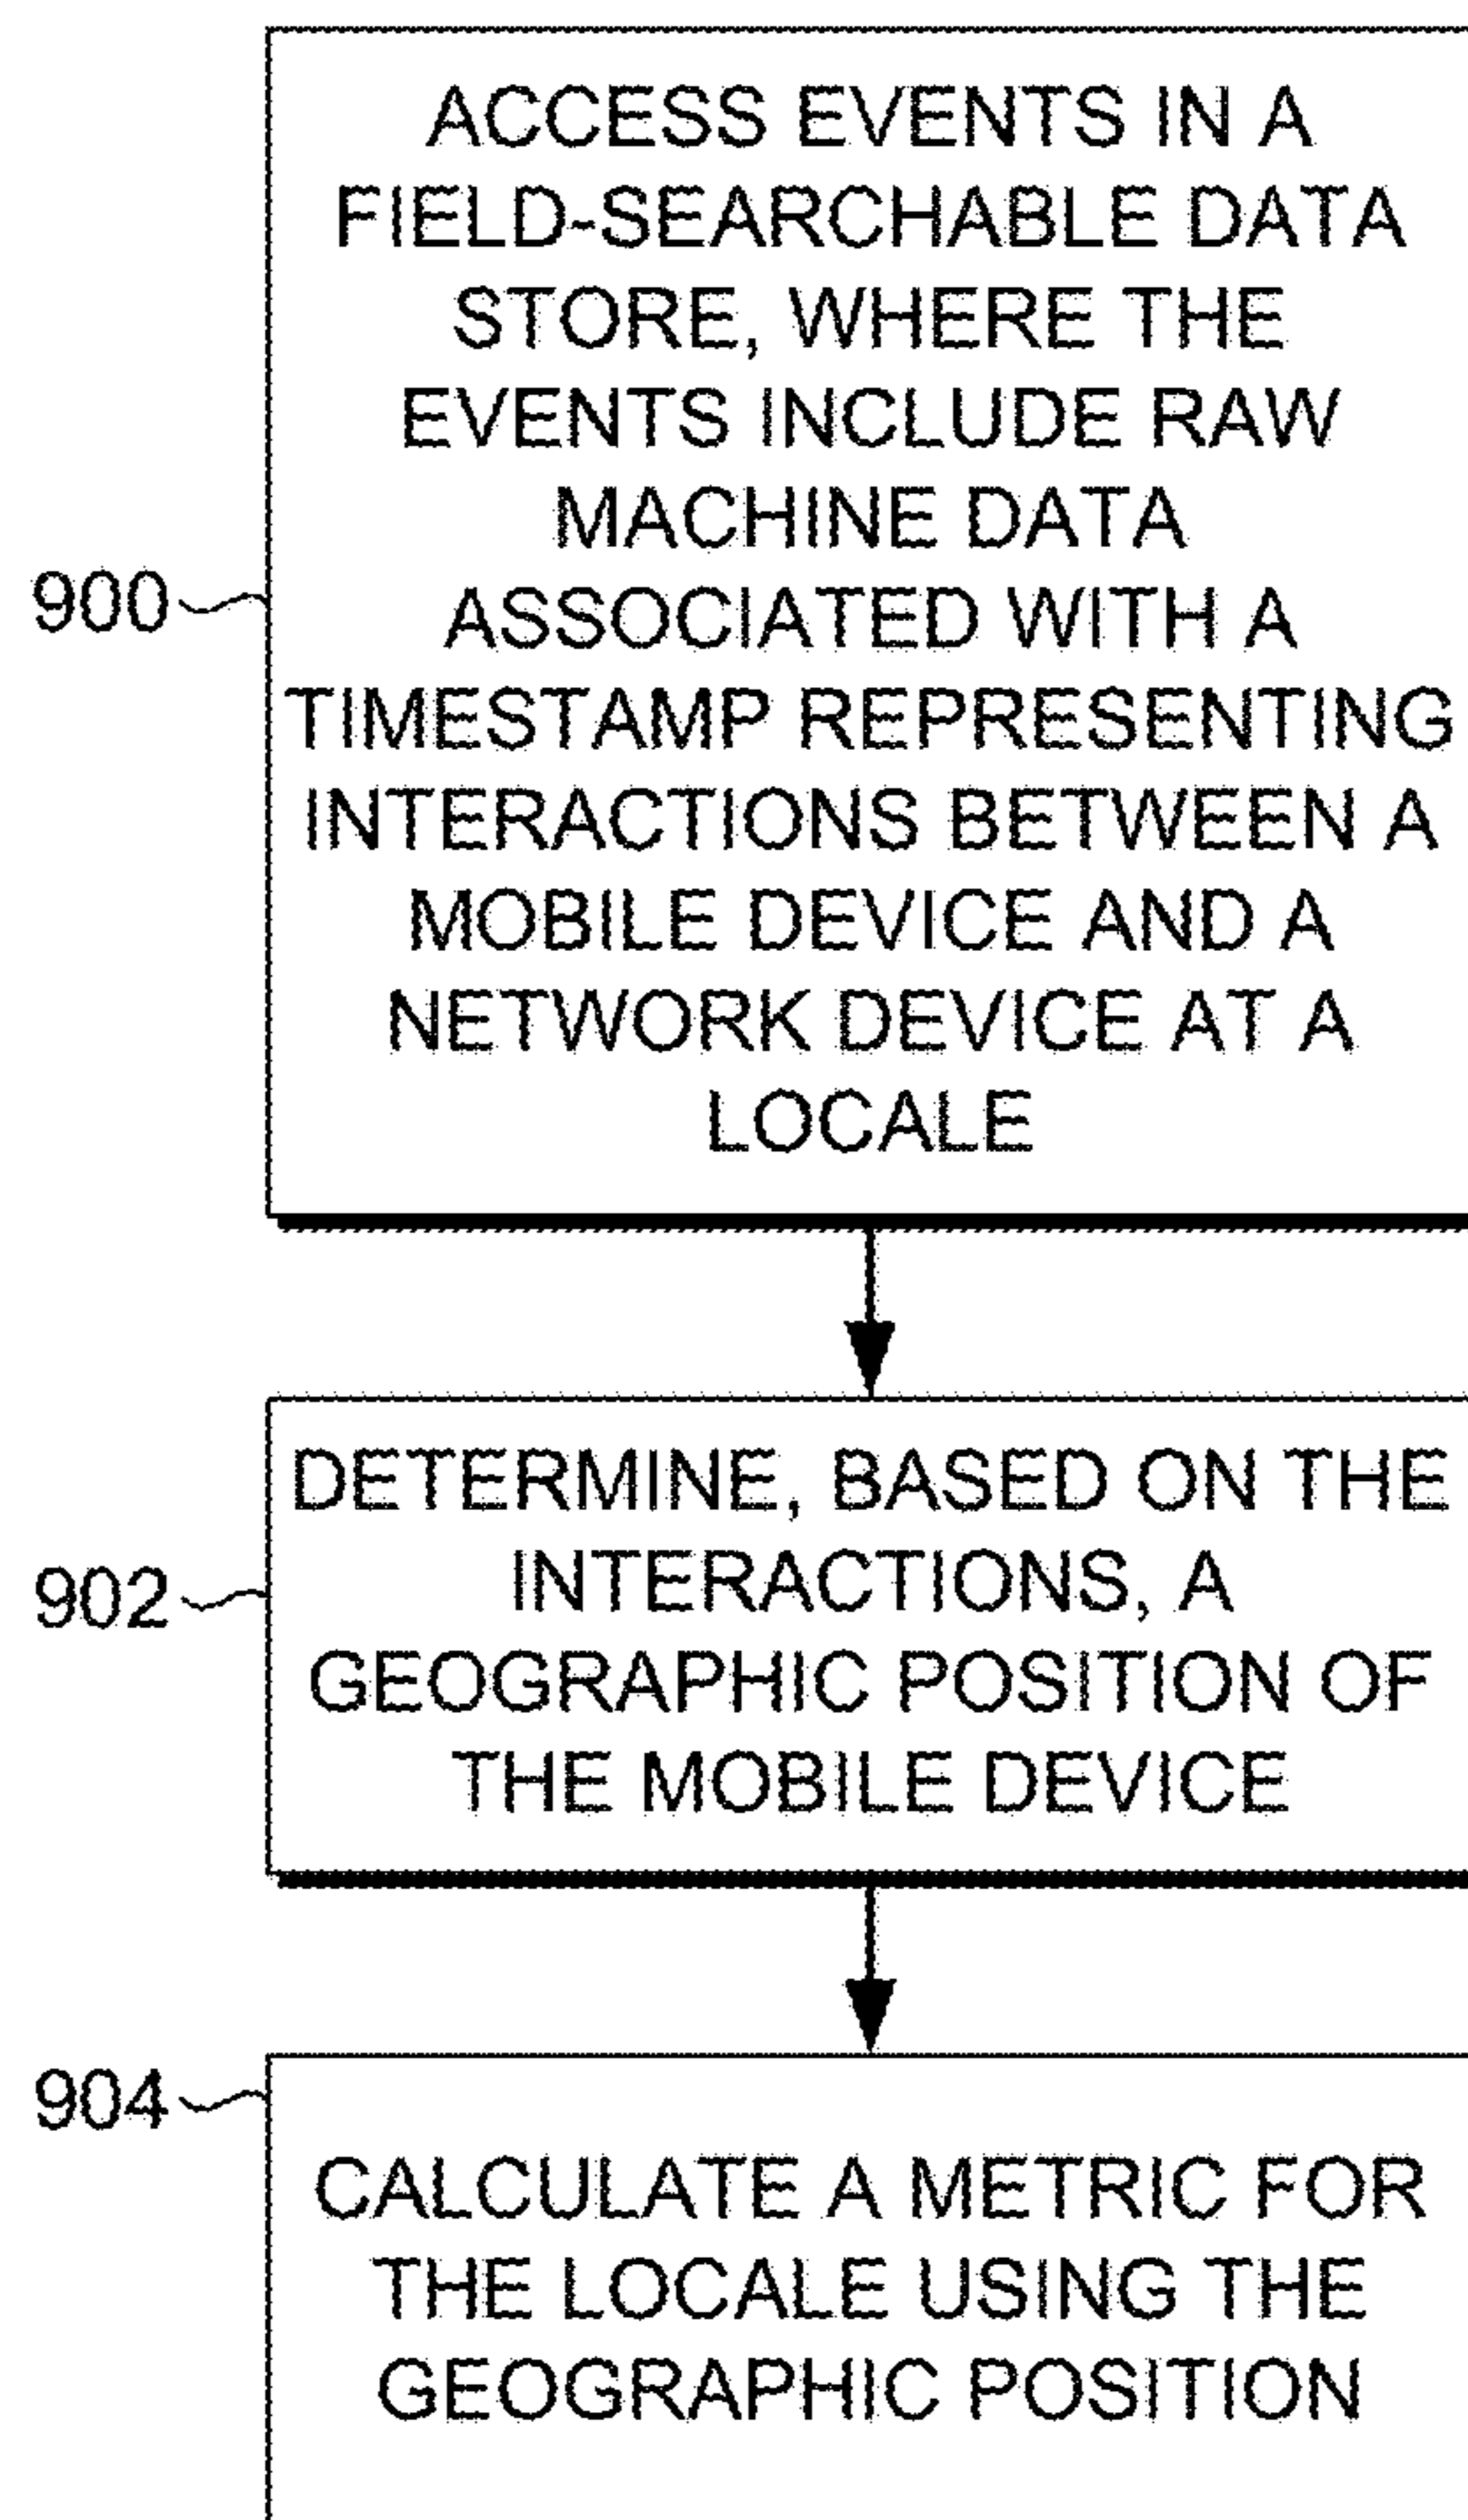 ACCESS EVENTS IN A
FIELD-SEARCHABLE DATA
STORE, WHERE THE
EVENTS INCLUDE RAW
MACHINE DATA
ASSOCIATED WITH A
900
TIMESTAMP REPRESENTING
INTERACTIONS BETWEEN A
MOBILE DEVICE AND A
NETWORK DEVICE AT A
LOCALE
DETERMINE, BASED ON THE
INTERACTIONS, A
902
GEOGRAPHIC POSITION OF
THE MOBILE DEVICE
904
CALCULATE A METRIC FOR
THE LOCALE USING THE
GEOGRAPHIC POSITION